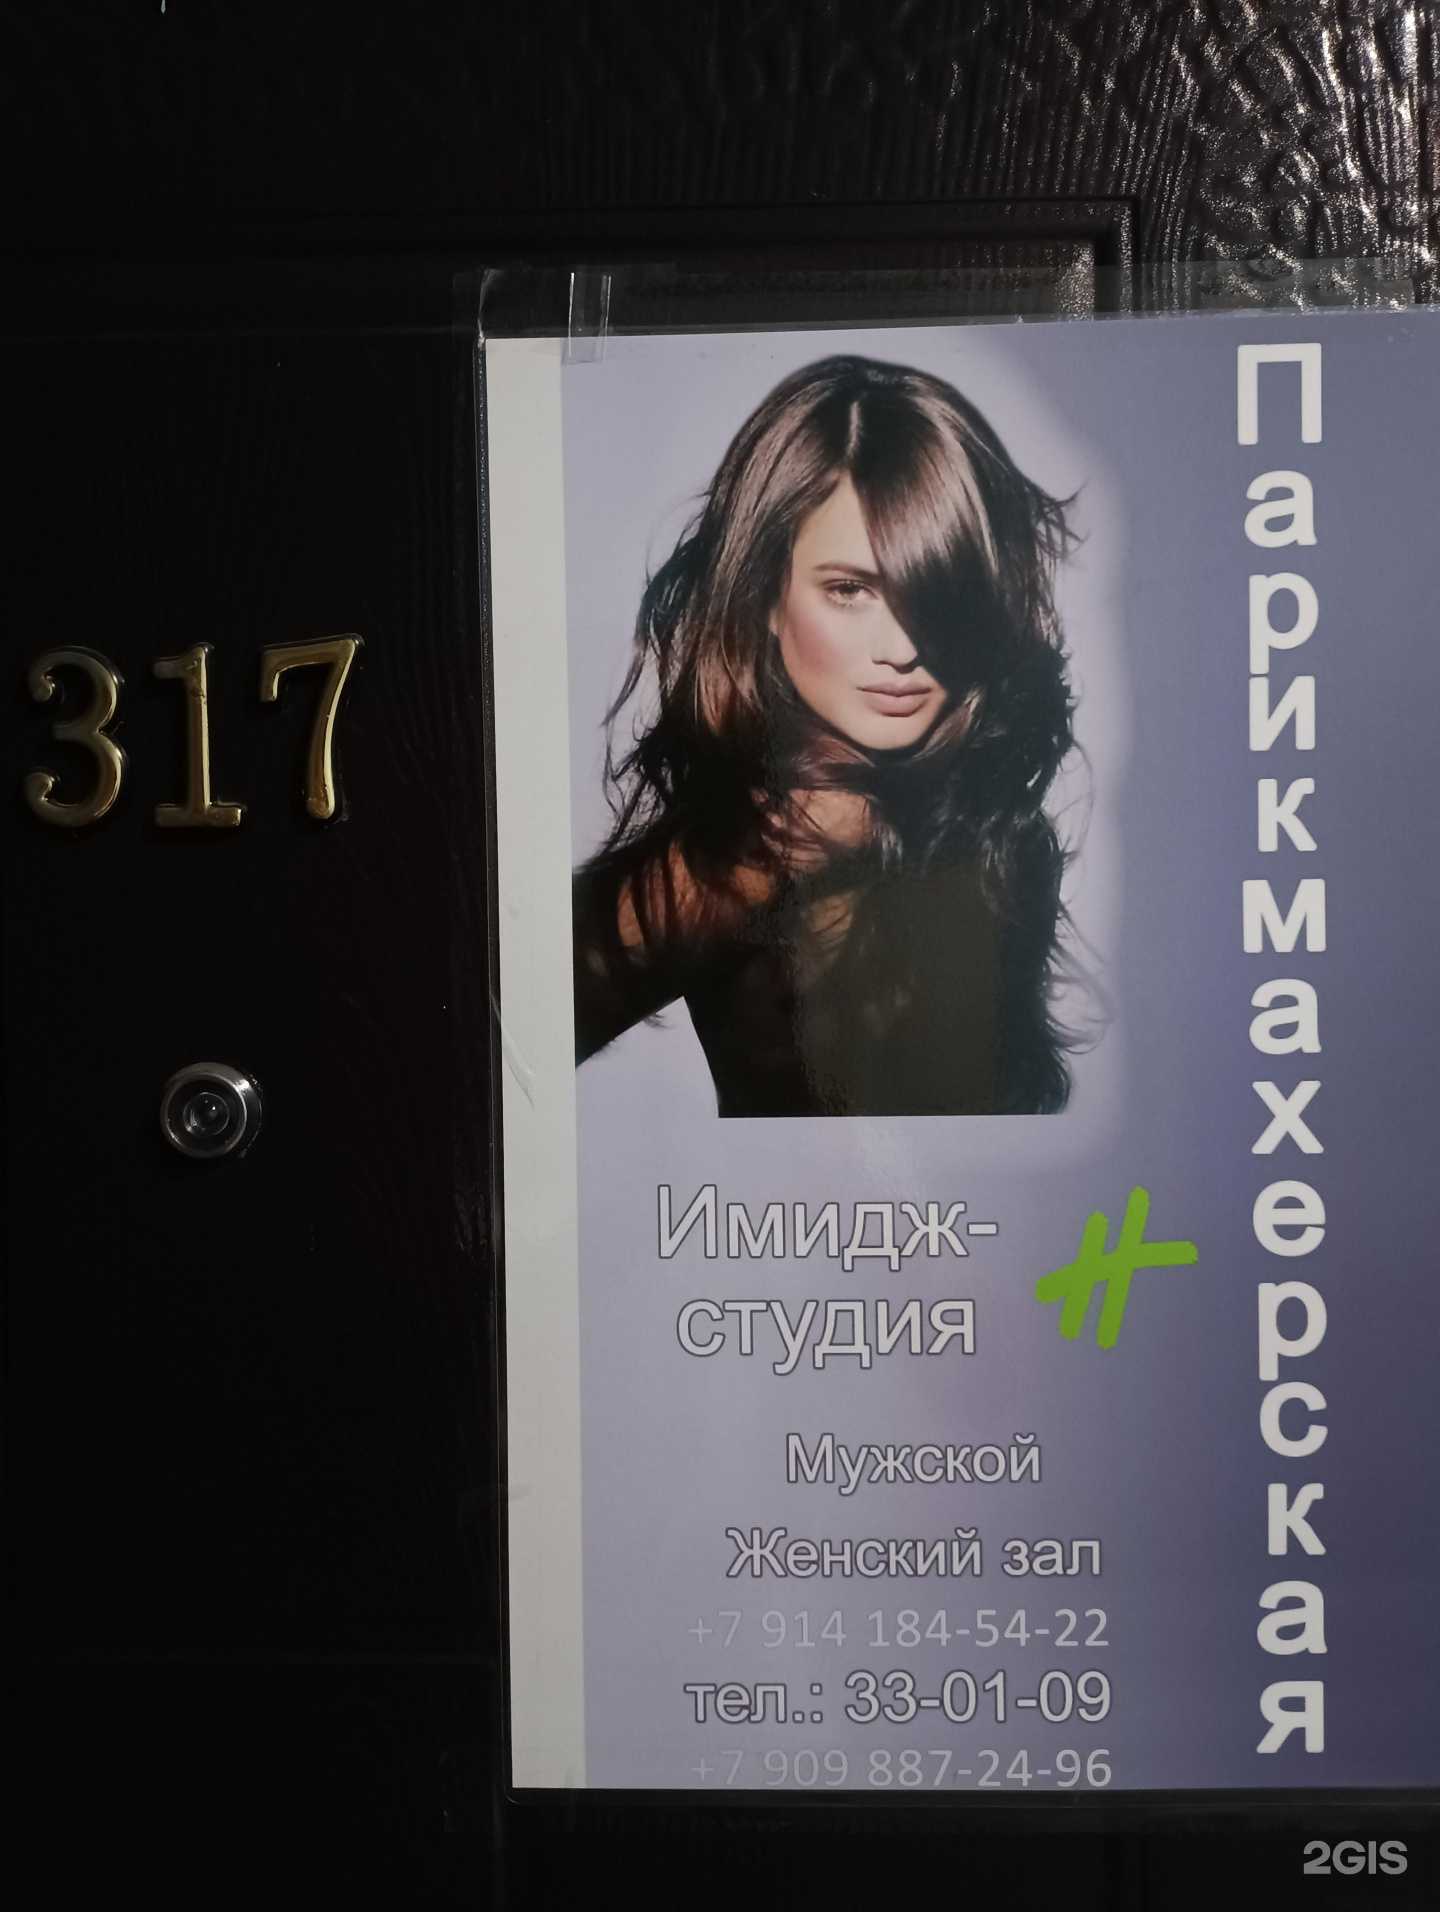 317
Парикмахерская
Имидж-
студия
Н
Мужской
Женский зал
+7 914 184-54-22
тел.: 33-01-09
+7 909 887-24-96
2GIS